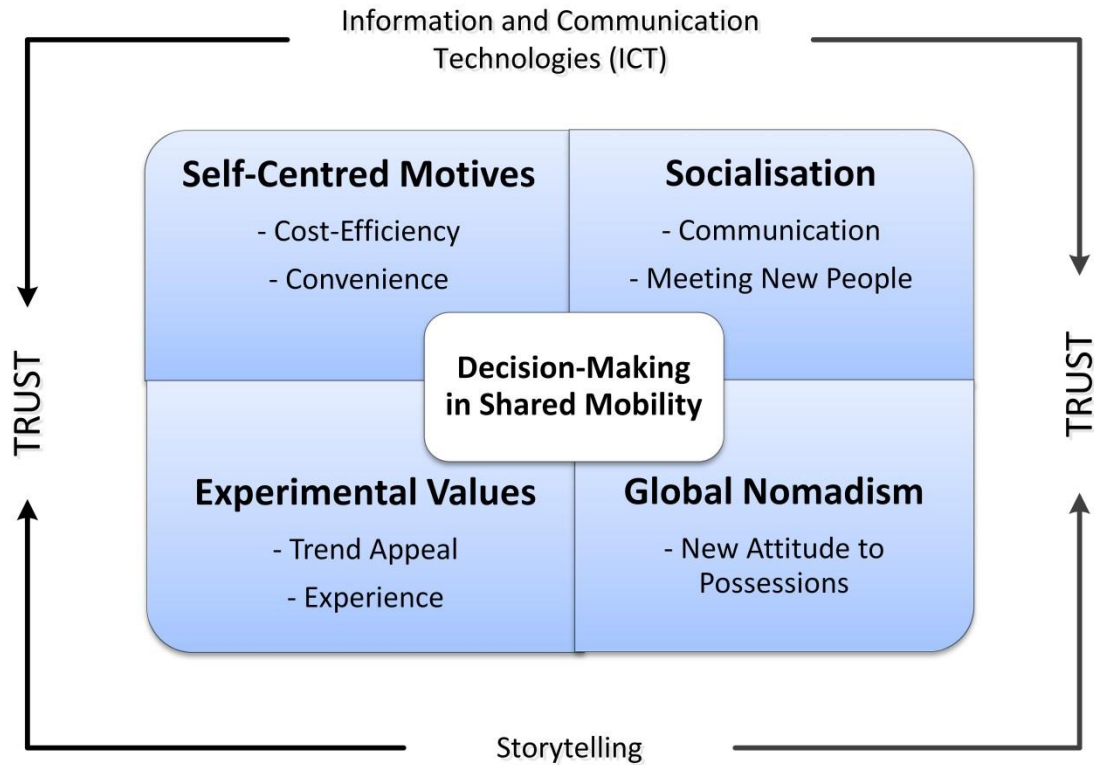 Information and Communication
Technologies (ICT)
Self-Centred Motives
- Cost-Efficiency
- Convenience
Socialisation
- Communication
- Meeting New People
TRUST
Decision-Making
in Shared Mobility
TRUST
Experimental Values
- Trend Appeal
- Experience
Global Nomadism
- New Attitude to
Possessions
Storytelling